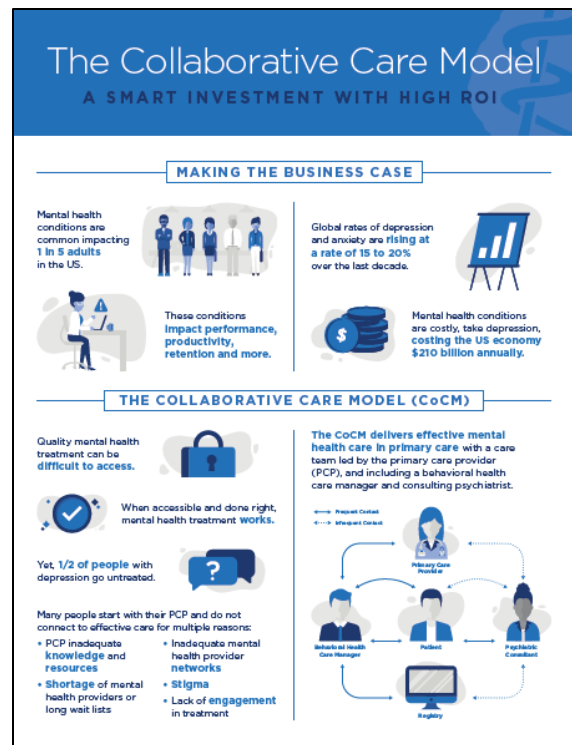 The Collaborative Care Model
A SMART INVESTMENT WITH HIGH ROI
MAKING THE BUSINESS CASE
Mental health
conditions are
common impacting
1 in 5 adults
in the US.
These conditions
impact performance,
productivity,
retention and more.
Global rates of depression
and anxiety are rising at
a rate of 15 to 20%
over the last decade.
$
Mental health conditions
are costly, take depression,
costing the US economy
$210 billion annually.
THE COLLABORATIVE CARE MODEL (CoCM)
Quality mental health
treatment can be
difficult to access.
When accessible and done right,
mental health treatment works.
Yet, 1/2 of people with
depression go untreated.
?
Many people start with their PCP and do not
connect to effective care for multiple reasons:
• PCP inadequate
knowledge and
resources
• Shortage of mental
health providers or
long wait lists
• Inadequate mental
health provider
networks
• Stigma
• Lack of engagement
in treatment
The CoCM delivers effective mental
health care in primary care with a care
team led by the primary care provider
(PCP), and including a behavioral health
care manager and consulting psychiatrist.
Frequent Contact
Infrequent Contact
Primary Care
Provider
Behavioral Health
Care Manager
Patient
Psychiatric
Consultant
Registry